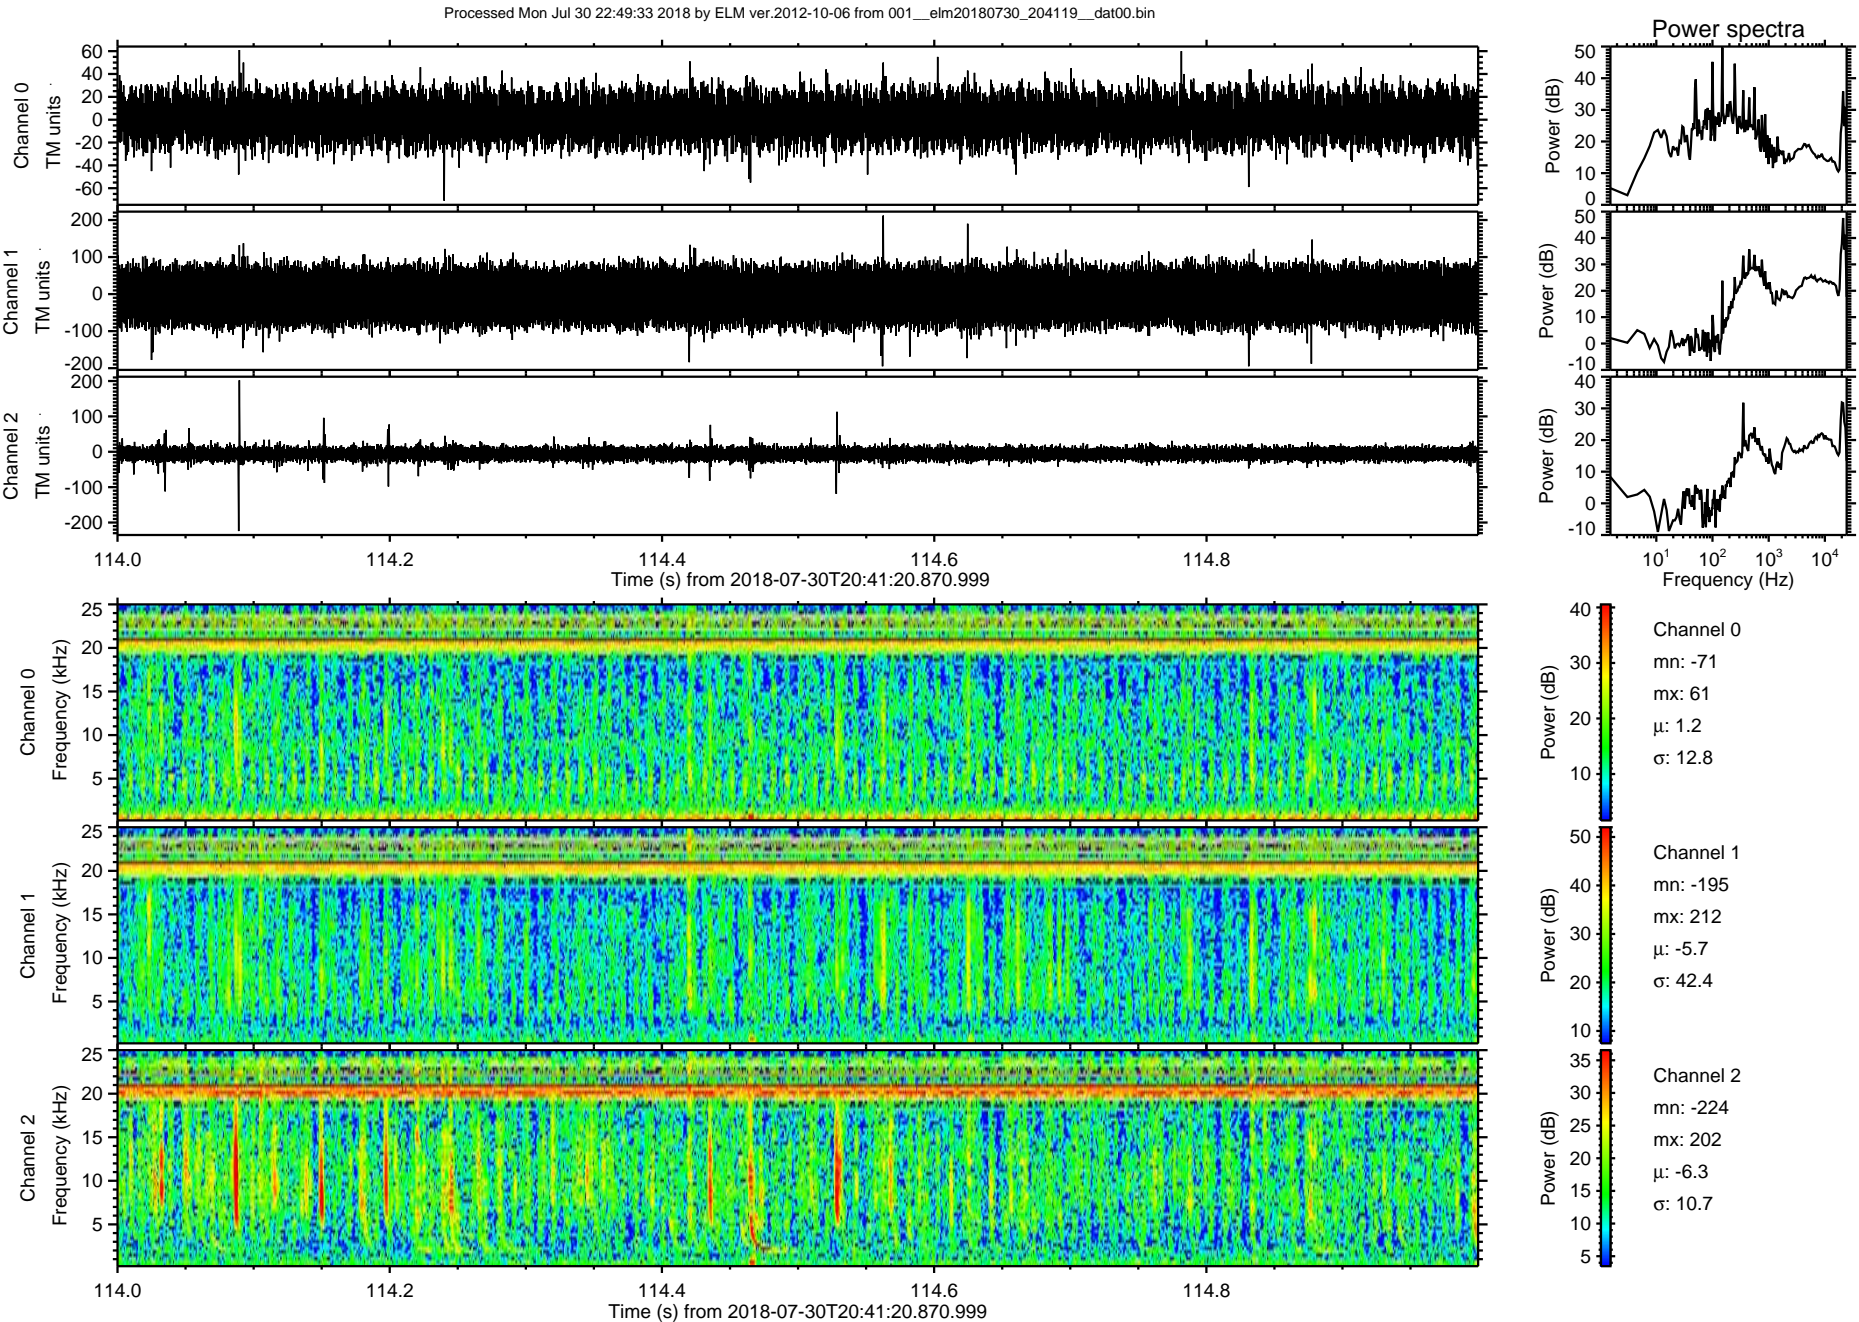 Processed Mon Jul 30 22:49:33 2018 by ELM ver.2012-10-06 from 001__elm20180730_204119__dat00.bin
Power spectra
Channel 0
TM units
60
40
20
0
-20
-40
-60
Power (dB)
50
40
30
20
10
0
Channel 1
TM units
200
100
0
-100
-200
Power (dB)
50
40
30
20
10
0
-10
Channel 2
TM units
200
100
0
-100
-200
Power (dB)
40
30
20
10
0
-10
114.0 114.2 114.4 114.6 114.8
Time (s) from 2018-07-30T20:41:20.870.999
10^1 10^2 10^3 10^4
Frequency (Hz)
Channel 0
Frequency (kHz)
25
20
15
10
5
Power (dB)
40
30
20
10
Channel 0
mn: -71
mx: 61
µ: 1.2
σ: 12.8
Channel 1
Frequency (kHz)
25
20
15
10
5
Power (dB)
50
40
30
20
10
Channel 1
mn: -195
mx: 212
µ: -5.7
σ: 42.4
Channel 2
Frequency (kHz)
25
20
15
10
5
Power (dB)
35
30
25
20
15
10
5
Channel 2
mn: -224
mx: 202
µ: -6.3
σ: 10.7
114.0 114.2 114.4 114.6 114.8
Time (s) from 2018-07-30T20:41:20.870.999